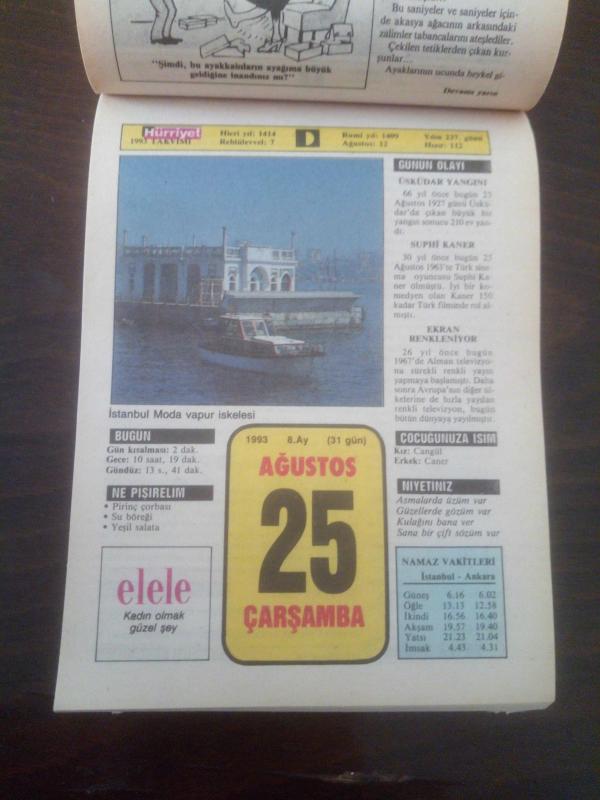 Bu saniyeler ve saniyeler için-
de akasya ağacının arkasındaki
zalimler tabancalarını ateşlediler.
Çekilen tetiklerden çıkan kur-
şunlar...
Ayaklarının ucunda heykel gi-
Devamı yarın
"Şimdi, bu ayakkabıların ayağıma büyük
geldiğine inandınız mı?"
Hürriyet
1993 TAKVİMİ
Hicri yıl: 1414
Rebiülevvel: 7
Rumi yıl: 1409
Ağustos: 12
Yılın 237. günü
Hızır: 112
İstanbul Moda vapur iskelesi
GÜNÜN OLAYI
ÜSKÜDAR YANGINI
66 yıl önce bugün 25
Ağustos 1927 günü Üskü-
dar'da çıkan büyük bir
yangın sonucu 210 ev yan-
dı.
SUPHİ KANER
30 yıl önce bugün 25
Ağustos 1963'te Türk sine-
ma oyuncusu Suphi Ka-
ner ölmüştü. İyi bir ko-
medyen olan Kaner 150
kadar Türk filminde rol al-
mıştı.
EKRAN
RENKLENİYOR
26 yıl önce bugün
1967'de Alman televizyo-
nu sürekli renkli yayın
yapmaya başlamıştı. Daha
sonra Avrupa'nın diğer ül-
kelerine de hızla yayılan
renkli televizyon, bugün
bütün dünyaya yayılmıştır.
BUGÜN
Gün kısalması: 2 dak.
Gece: 10 saat, 19 dak.
Gündüz: 13 s., 41 dak.
NE PİŞİRELİM
• Pirinç çorbası
• Su böreği
• Yeşil salata
elele
Kadın olmak
güzel şey
1993 8.Ay (31 gün)
AĞUSTOS
25
ÇARŞAMBA
ÇOCUĞUNUZA İSİM
Kız: Cangül
Erkek: Caner
NİYETİNİZ
Asmalarda üzüm var
Güzellerde gözüm var
Kulağını bana ver
Sana bir çift sözüm var
NAMAZ VAKİTLERİ
İstanbul - Ankara
Güneş 6.16 6.02
Öğle 13.13 12.58
İkindi 16.56 16.40
Akşam 19.57 19.40
Yatsı 21.23 21.04
İmsak 4.43 4.31